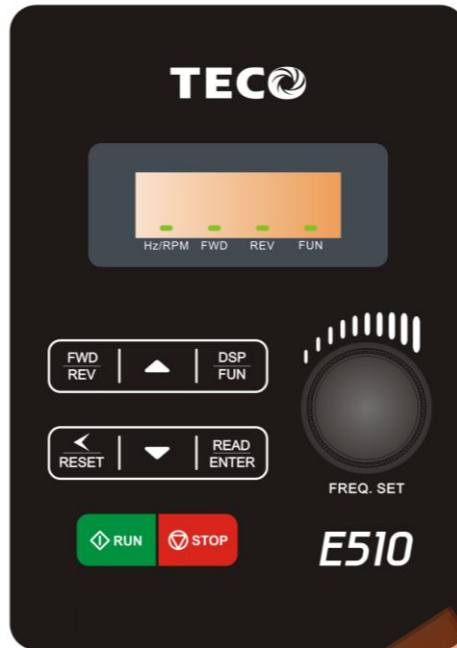 TECO
Hz/RPM FWD REV FUN
FWD DSP
REV FUN
< READ
RESET ENTER
FREQ. SET
RUN STOP
E510